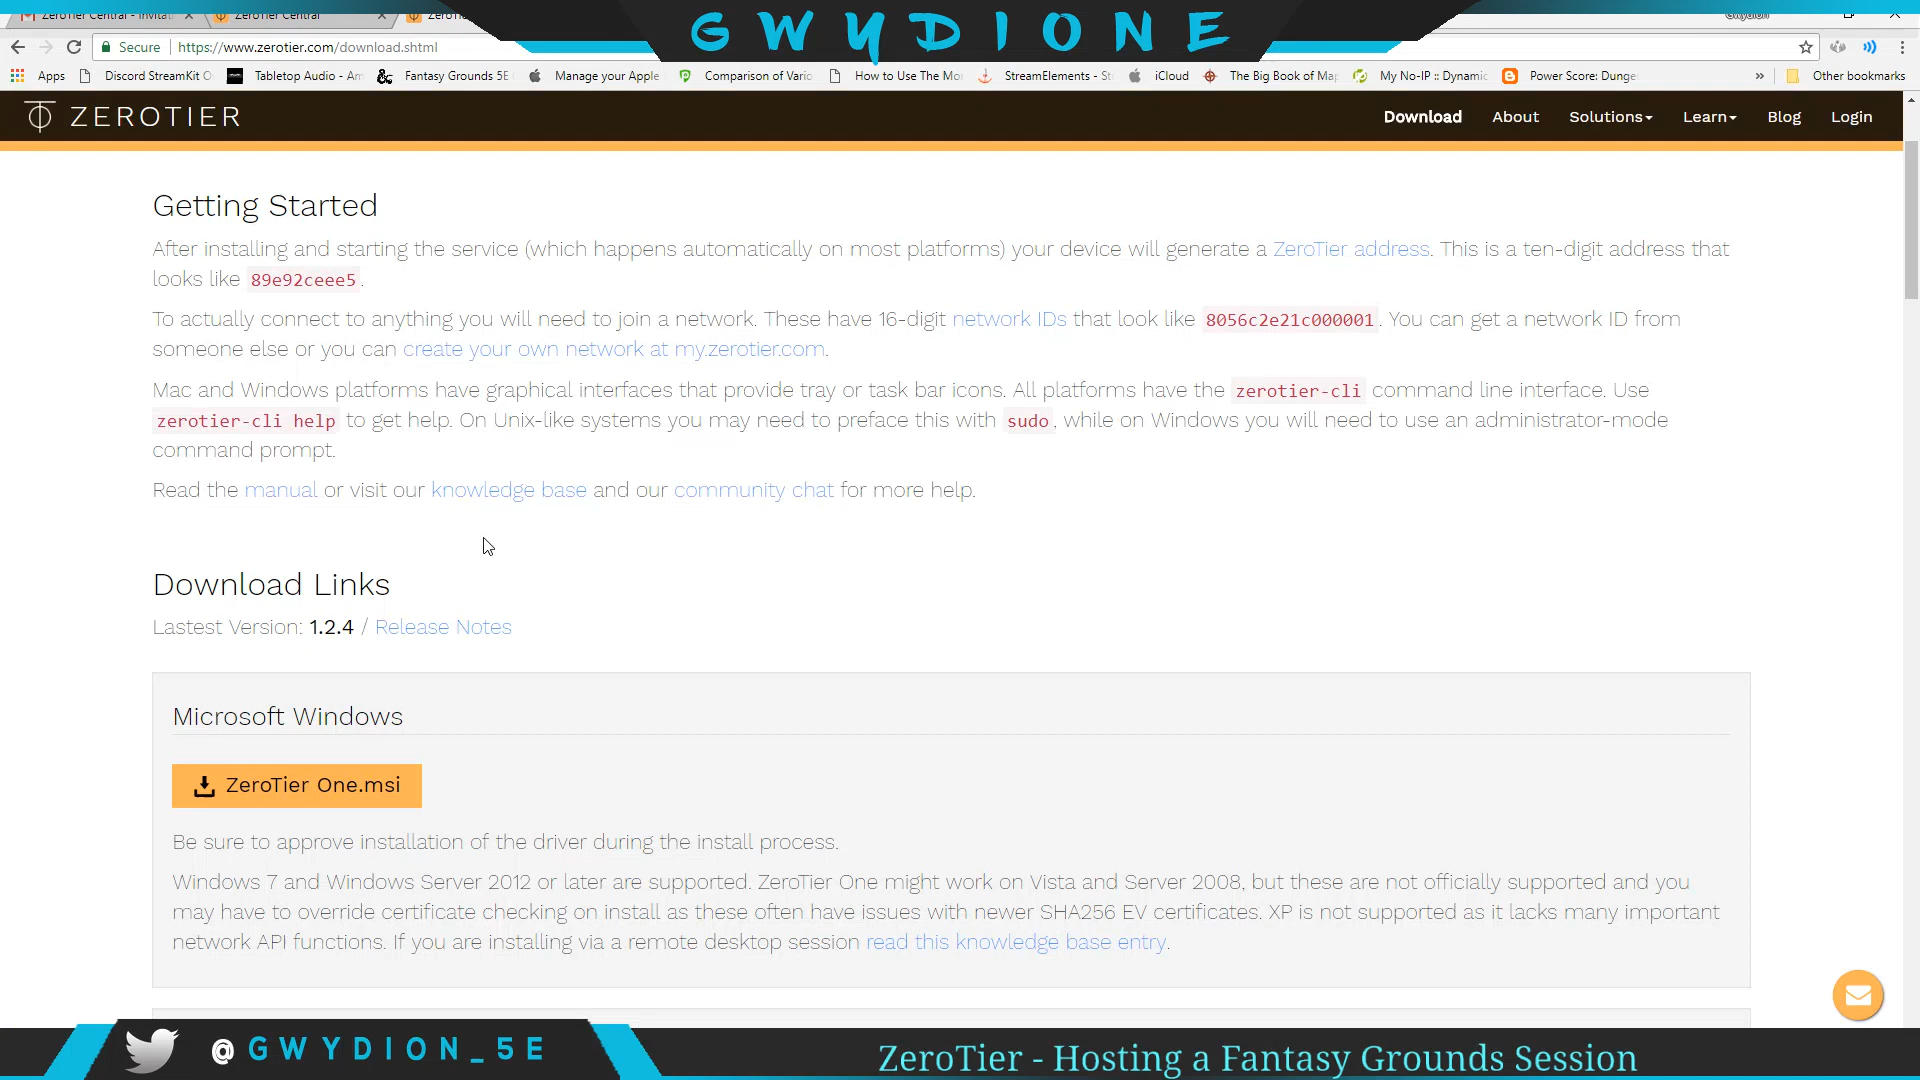 GWYDIONE
ZeroTier Central - Invitati
ZeroTier Central
Gwydion
Secure
https://www.zerotier.com/download.shtml
Apps
Discord StreamKit O
Tabletop Audio - Am
Fantasy Grounds 5E
Manage your Apple
Comparison of Vario
How to Use The Mo
StreamElements - St
iCloud
The Big Book of Map
My No-IP :: Dynamic
Power Score: Dunge
»
Other bookmarks
ZEROTIER
Download
About
Solutions
Learn
Blog
Login
Getting Started
After installing and starting the service (which happens automatically on most platforms) your device will generate a ZeroTier address. This is a ten-digit address that
looks like 89e92ceee5.
To actually connect to anything you will need to join a network. These have 16-digit network IDs that look like 8056c2e21c000001. You can get a network ID from
someone else or you can create your own network at my.zerotier.com.
Mac and Windows platforms have graphical interfaces that provide tray or task bar icons. All platforms have the zerotier-cli command line interface. Use
zerotier-cli help to get help. On Unix-like systems you may need to preface this with sudo, while on Windows you will need to use an administrator-mode
command prompt.
Read the manual or visit our knowledge base and our community chat for more help.
Download Links
Lastest Version: 1.2.4 / Release Notes
Microsoft Windows
ZeroTier One.msi
Be sure to approve installation of the driver during the install process.
Windows 7 and Windows Server 2012 or later are supported. ZeroTier One might work on Vista and Server 2008, but these are not officially supported and you
may have to override certificate checking on install as these often have issues with newer SHA256 EV certificates. XP is not supported as it lacks many important
network API functions. If you are installing via a remote desktop session read this knowledge base entry.
@GWYDION_5E
ZeroTier - Hosting a Fantasy Grounds Session